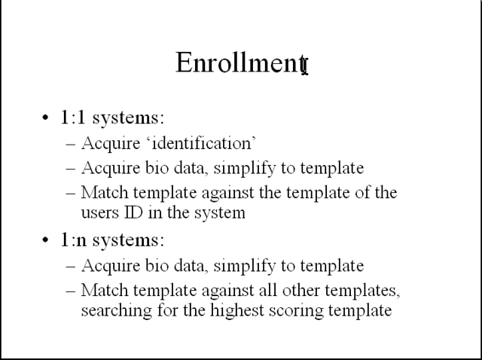 Enrollment
• 1:1 systems:
– Acquire ‘identification’
– Acquire bio data, simplify to template
– Match template against the template of the
users ID in the system
• 1:n systems:
– Acquire bio data, simplify to template
– Match template against all other templates,
searching for the highest scoring template